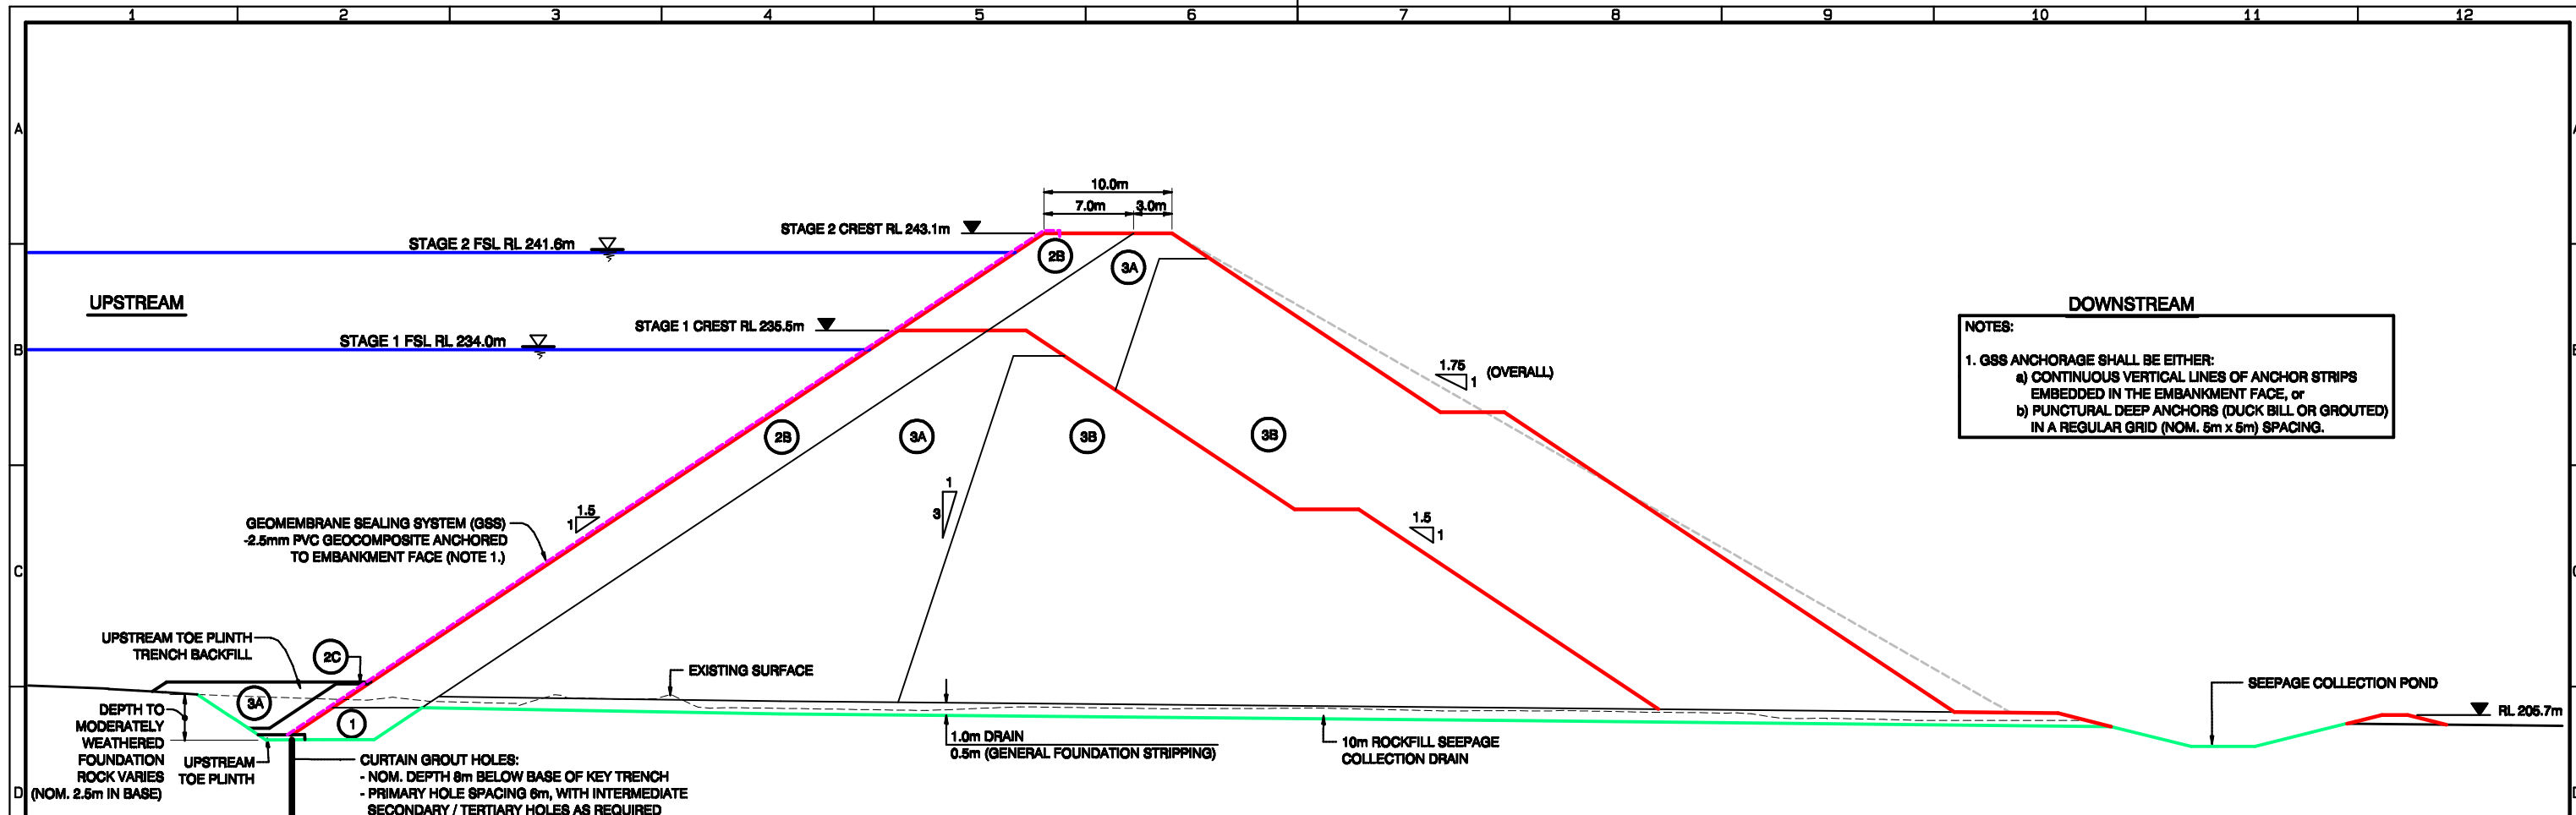 1 2 3 4 5 6 7 8 9 10 11 12
A
10.0m
7.0m 3.0m
STAGE 2 CREST RL 243.1m
STAGE 2 FSL RL 241.6m
2B
3A
UPSTREAM
DOWNSTREAM
STAGE 1 CREST RL 235.5m
STAGE 1 FSL RL 234.0m
B
NOTES:
1. GSS ANCHORAGE SHALL BE EITHER:
a) CONTINUOUS VERTICAL LINES OF ANCHOR STRIPS
EMBEDDED IN THE EMBANKMENT FACE, or
b) PUNCTURAL DEEP ANCHORS (DUCK BILL OR GROUTED)
IN A REGULAR GRID (NOM. 5m x 5m) SPACING.
1.75
1
(OVERALL)
2B
3A
3B
3B
1
3
1.5
1
1.5
1
GEOMEMBRANE SEALING SYSTEM (GSS)
-2.5mm PVC GEOCOMPOSITE ANCHORED
TO EMBANKMENT FACE (NOTE 1.)
C
UPSTREAM TOE PLINTH
TRENCH BACKFILL
2C
EXISTING SURFACE
SEEPAGE COLLECTION POND
3A
1
RL 205.7m
DEPTH TO
MODERATELY
WEATHERED
FOUNDATION
ROCK VARIES
(NOM. 2.5m IN BASE)
UPSTREAM
TOE PLINTH
1.0m DRAIN
0.5m (GENERAL FOUNDATION STRIPPING)
10m ROCKFILL SEEPAGE
COLLECTION DRAIN
CURTAIN GROUT HOLES:
- NOM. DEPTH 8m BELOW BASE OF KEY TRENCH
- PRIMARY HOLE SPACING 6m, WITH INTERMEDIATE
SECONDARY / TERTIARY HOLES AS REQUIRED
D